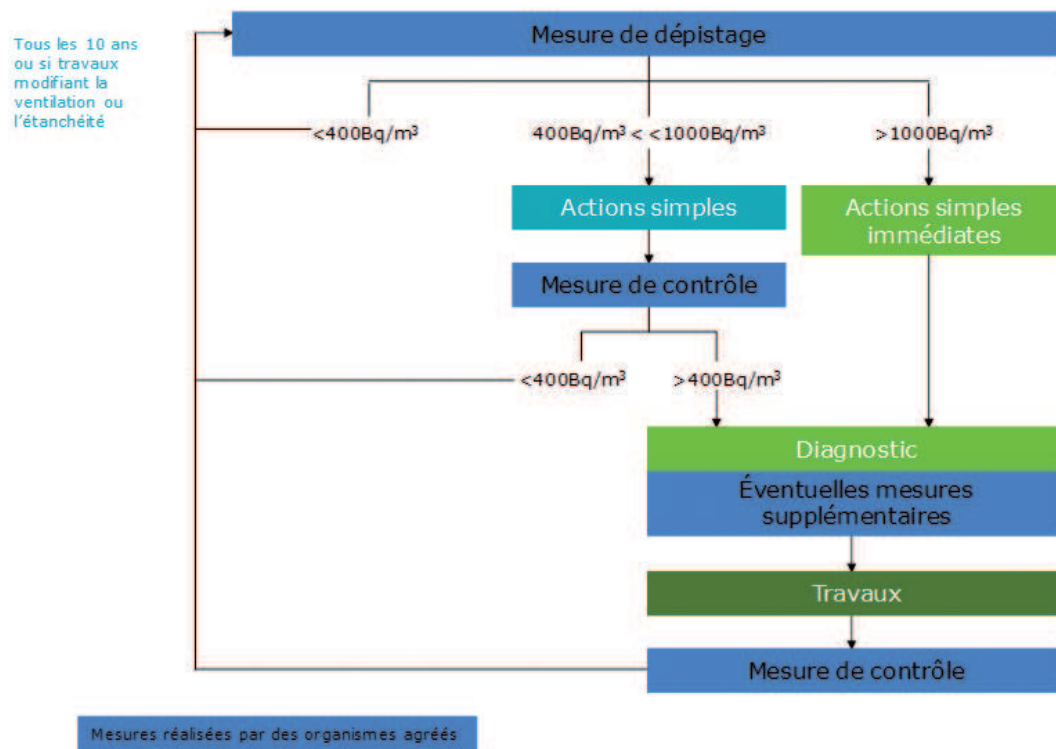 Mesure de dépistage
Tous les 10 ans
ou si travaux
modifiant la
ventilation ou
l'étanchéité
<400Bq/m³
400Bq/m³ < <1000Bq/m³
>1000Bq/m³
Actions simples
Actions simples
immédiates
Mesure de contrôle
<400Bq/m³
>400Bq/m³
Diagnostic
Éventuelles mesures
supplémentaires
Travaux
Mesure de contrôle
Mesures réalisées par des organismes agréés